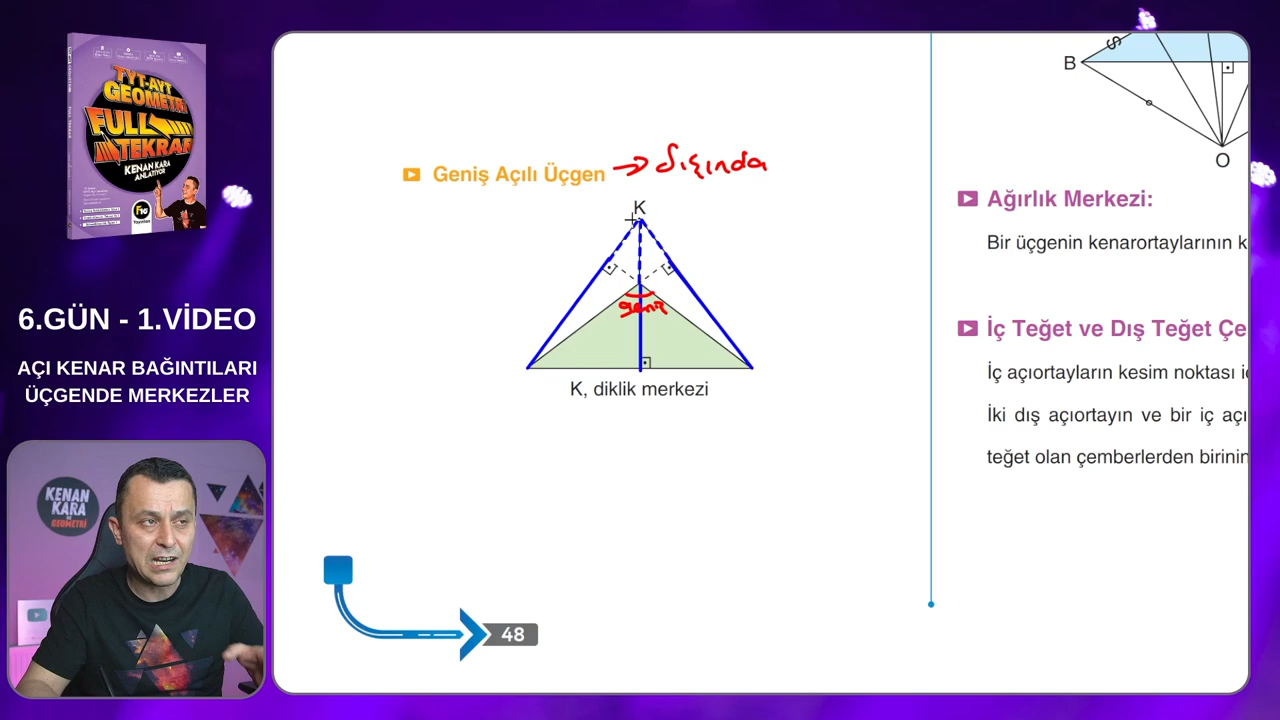 TYT-AYT
GEOMETRİ
FULL
TEKRAR
KENAN KARA
ANLATIYOR
6.GÜN - 1.VİDEO
AÇI KENAR BAĞINTILARI
ÜÇGENDE MERKEZLER
KENAN
KARA
GEOMETRİ
Geniş Açılı Üçgen → dışında
K
geniş
K, diklik merkezi
48
B
O
Ağırlık Merkezi:
Bir üçgenin kenarortaylarının k
İç Teğet ve Dış Teğet Çe
İç açıortayların kesim noktası iç
İki dış açıortayın ve bir iç açı
teğet olan çemberlerden birinin